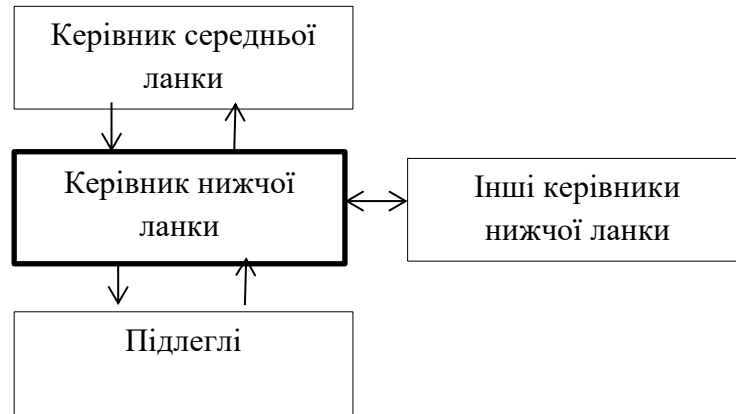 Керівник середньої
ланки
Керівник нижчої
ланки
Інші керівники
нижчої ланки
Підлеглі